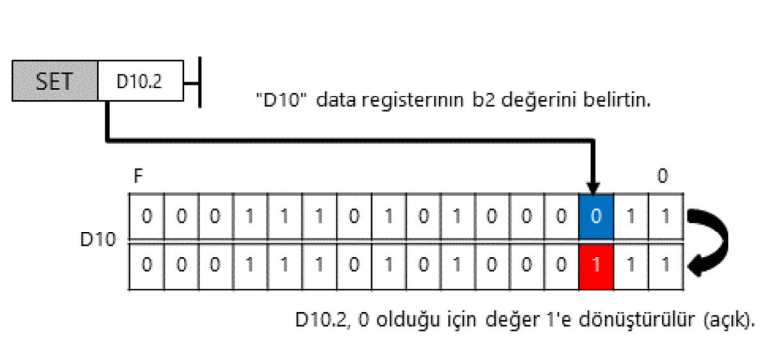 SET D10.2
"D10" data registerının b2 değerini belirtin.
F 0
0 0 0 1 1 1 0 1 0 1 0 0 0 0 1 1
D10
0 0 0 1 1 1 0 1 0 1 0 0 0 1 1 1
D10.2, 0 olduğu için değer 1'e dönüştürülür (açık).